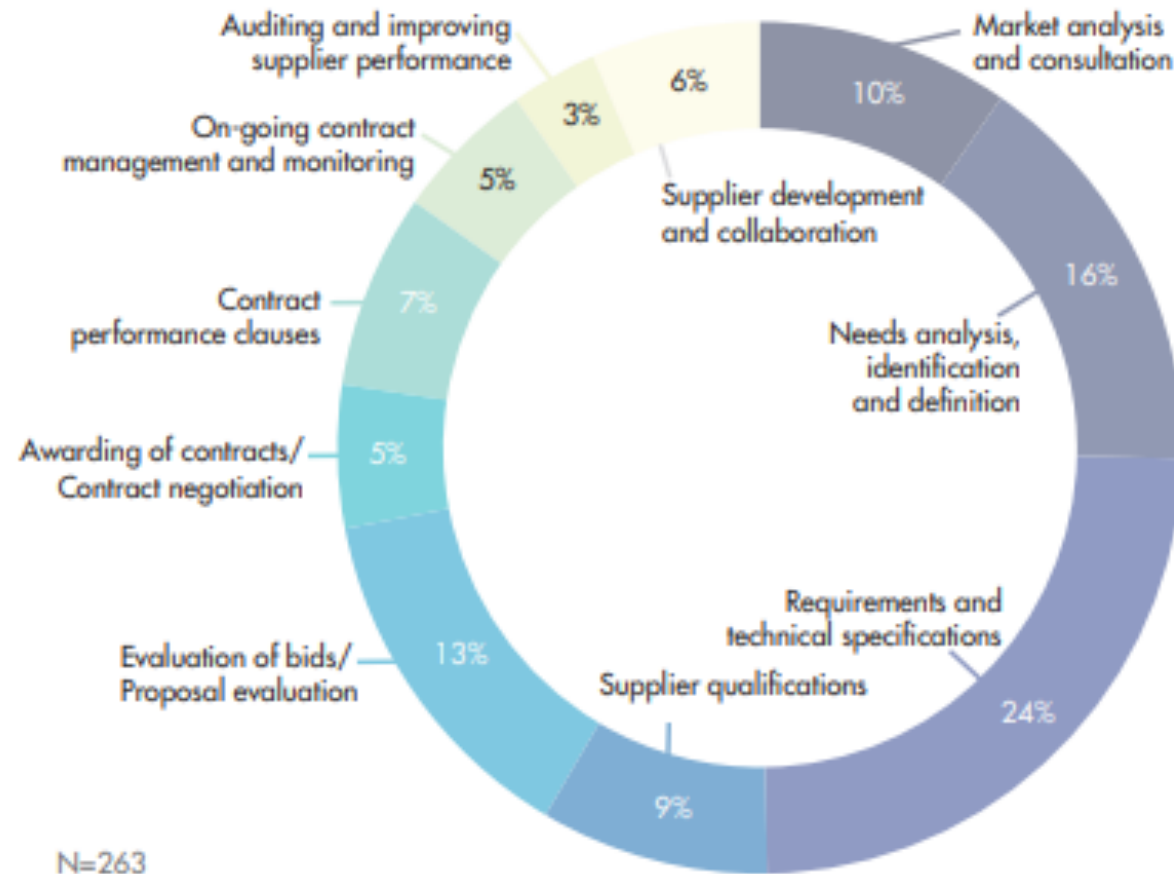 Auditing and improving
supplier performance
3%
6%
Supplier development
and collaboration
Market analysis
and consultation
10%
On-going contract
management and monitoring
5%
16%
Needs analysis,
identification
and definition
Contract
performance clauses
7%
Awarding of contracts/
Contract negotiation
5%
Requirements and
technical specifications
24%
Evaluation of bids/
Proposal evaluation
13%
Supplier qualifications
9%
N=263